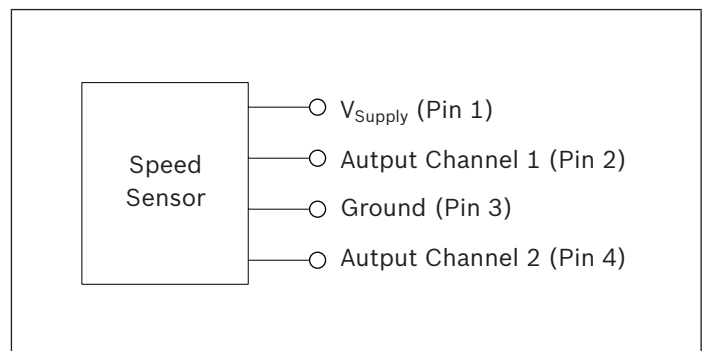 Speed
Sensor
VSupply (Pin 1)
Autput Channel 1 (Pin 2)
Ground (Pin 3)
Autput Channel 2 (Pin 4)